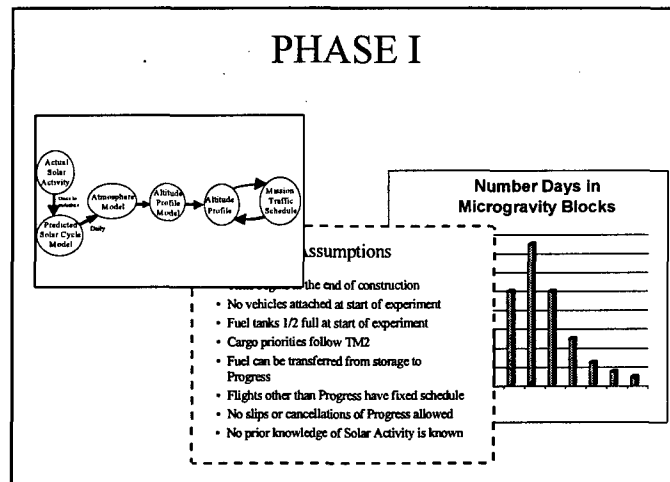 PHASE I
Actual
Solar
Activity
Predicted
Solar Cycle
Model
Daily
Atmosphere
Model
Altitude
Profile
Model
Altitude
Profile
Mission
Traffic
Schedule
Number Days in
Microgravity Blocks
Assumptions
the end of construction
• No vehicles attached at start of experiment
• Fuel tanks 1/2 full at start of experiment
• Cargo priorities follow TM2
• Fuel can be transferred from storage to
Progress
• Flights other than Progress have fixed schedule
• No slips or cancellations of Progress allowed
• No prior knowledge of Solar Activity is known